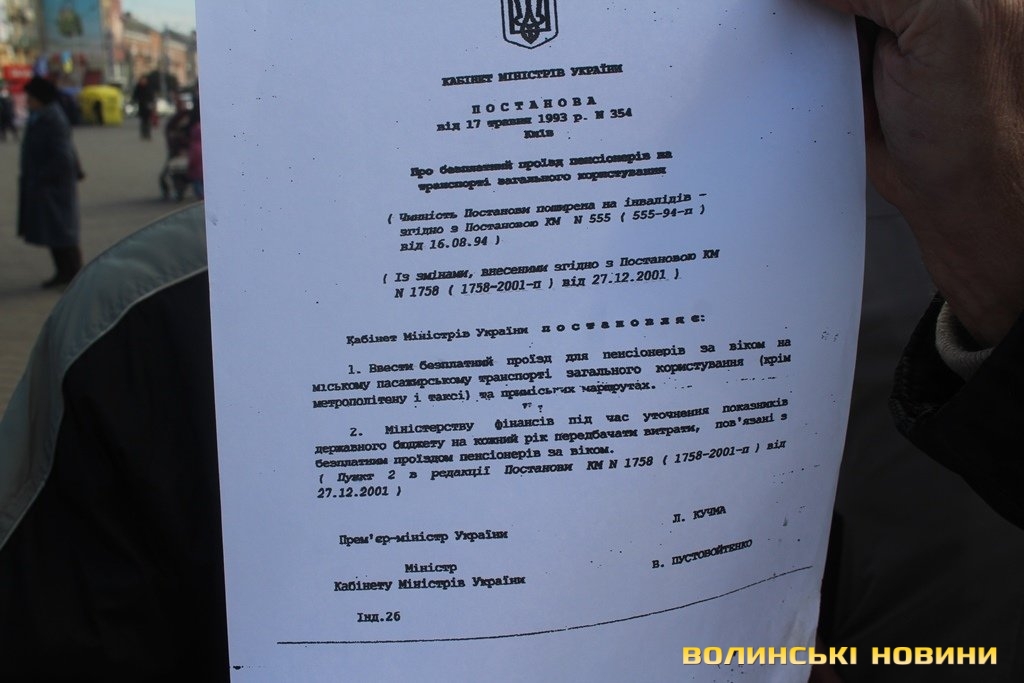 КАБІНЕТ МІНІСТРІВ УКРАЇНИ
П О С Т А Н О В А
від 17 травня 1993 р. N 354
Київ
Про безплатний проїзд пенсіонерів на
транспорті загального користування
( Чинність Постанови поширена на інвалідів -
згідно з Постановою КМ N 555 ( 555-94-п )
від 16.08.94 )
( Із змінами, внесеними згідно з Постановою КМ
N 1758 ( 1758-2001-п ) від 27.12.2001 )
Кабінет Міністрів України п о с т а н о в л я є:
1. Ввести безплатний проїзд для пенсіонерів за віком на
міському пасажирському транспорті загального користування (крім
метрополітену і таксі) та приміських маршрутах.
2. Міністерству фінансів під час уточнення показників
державного бюджету на кожний рік передбачати витрати, пов'язані з
безплатним проїздом пенсіонерів за віком.
( Пункт 2 в редакції Постанови КМ N 1758 ( 1758-2001-п ) від
27.12.2001 )
Прем'єр-міністр України Л. КУЧМА
Міністр
Кабінету Міністрів України В. ПУСТОВОЙТЕНКО
Інд.26
ВОЛИНСЬКІ НОВИНИ